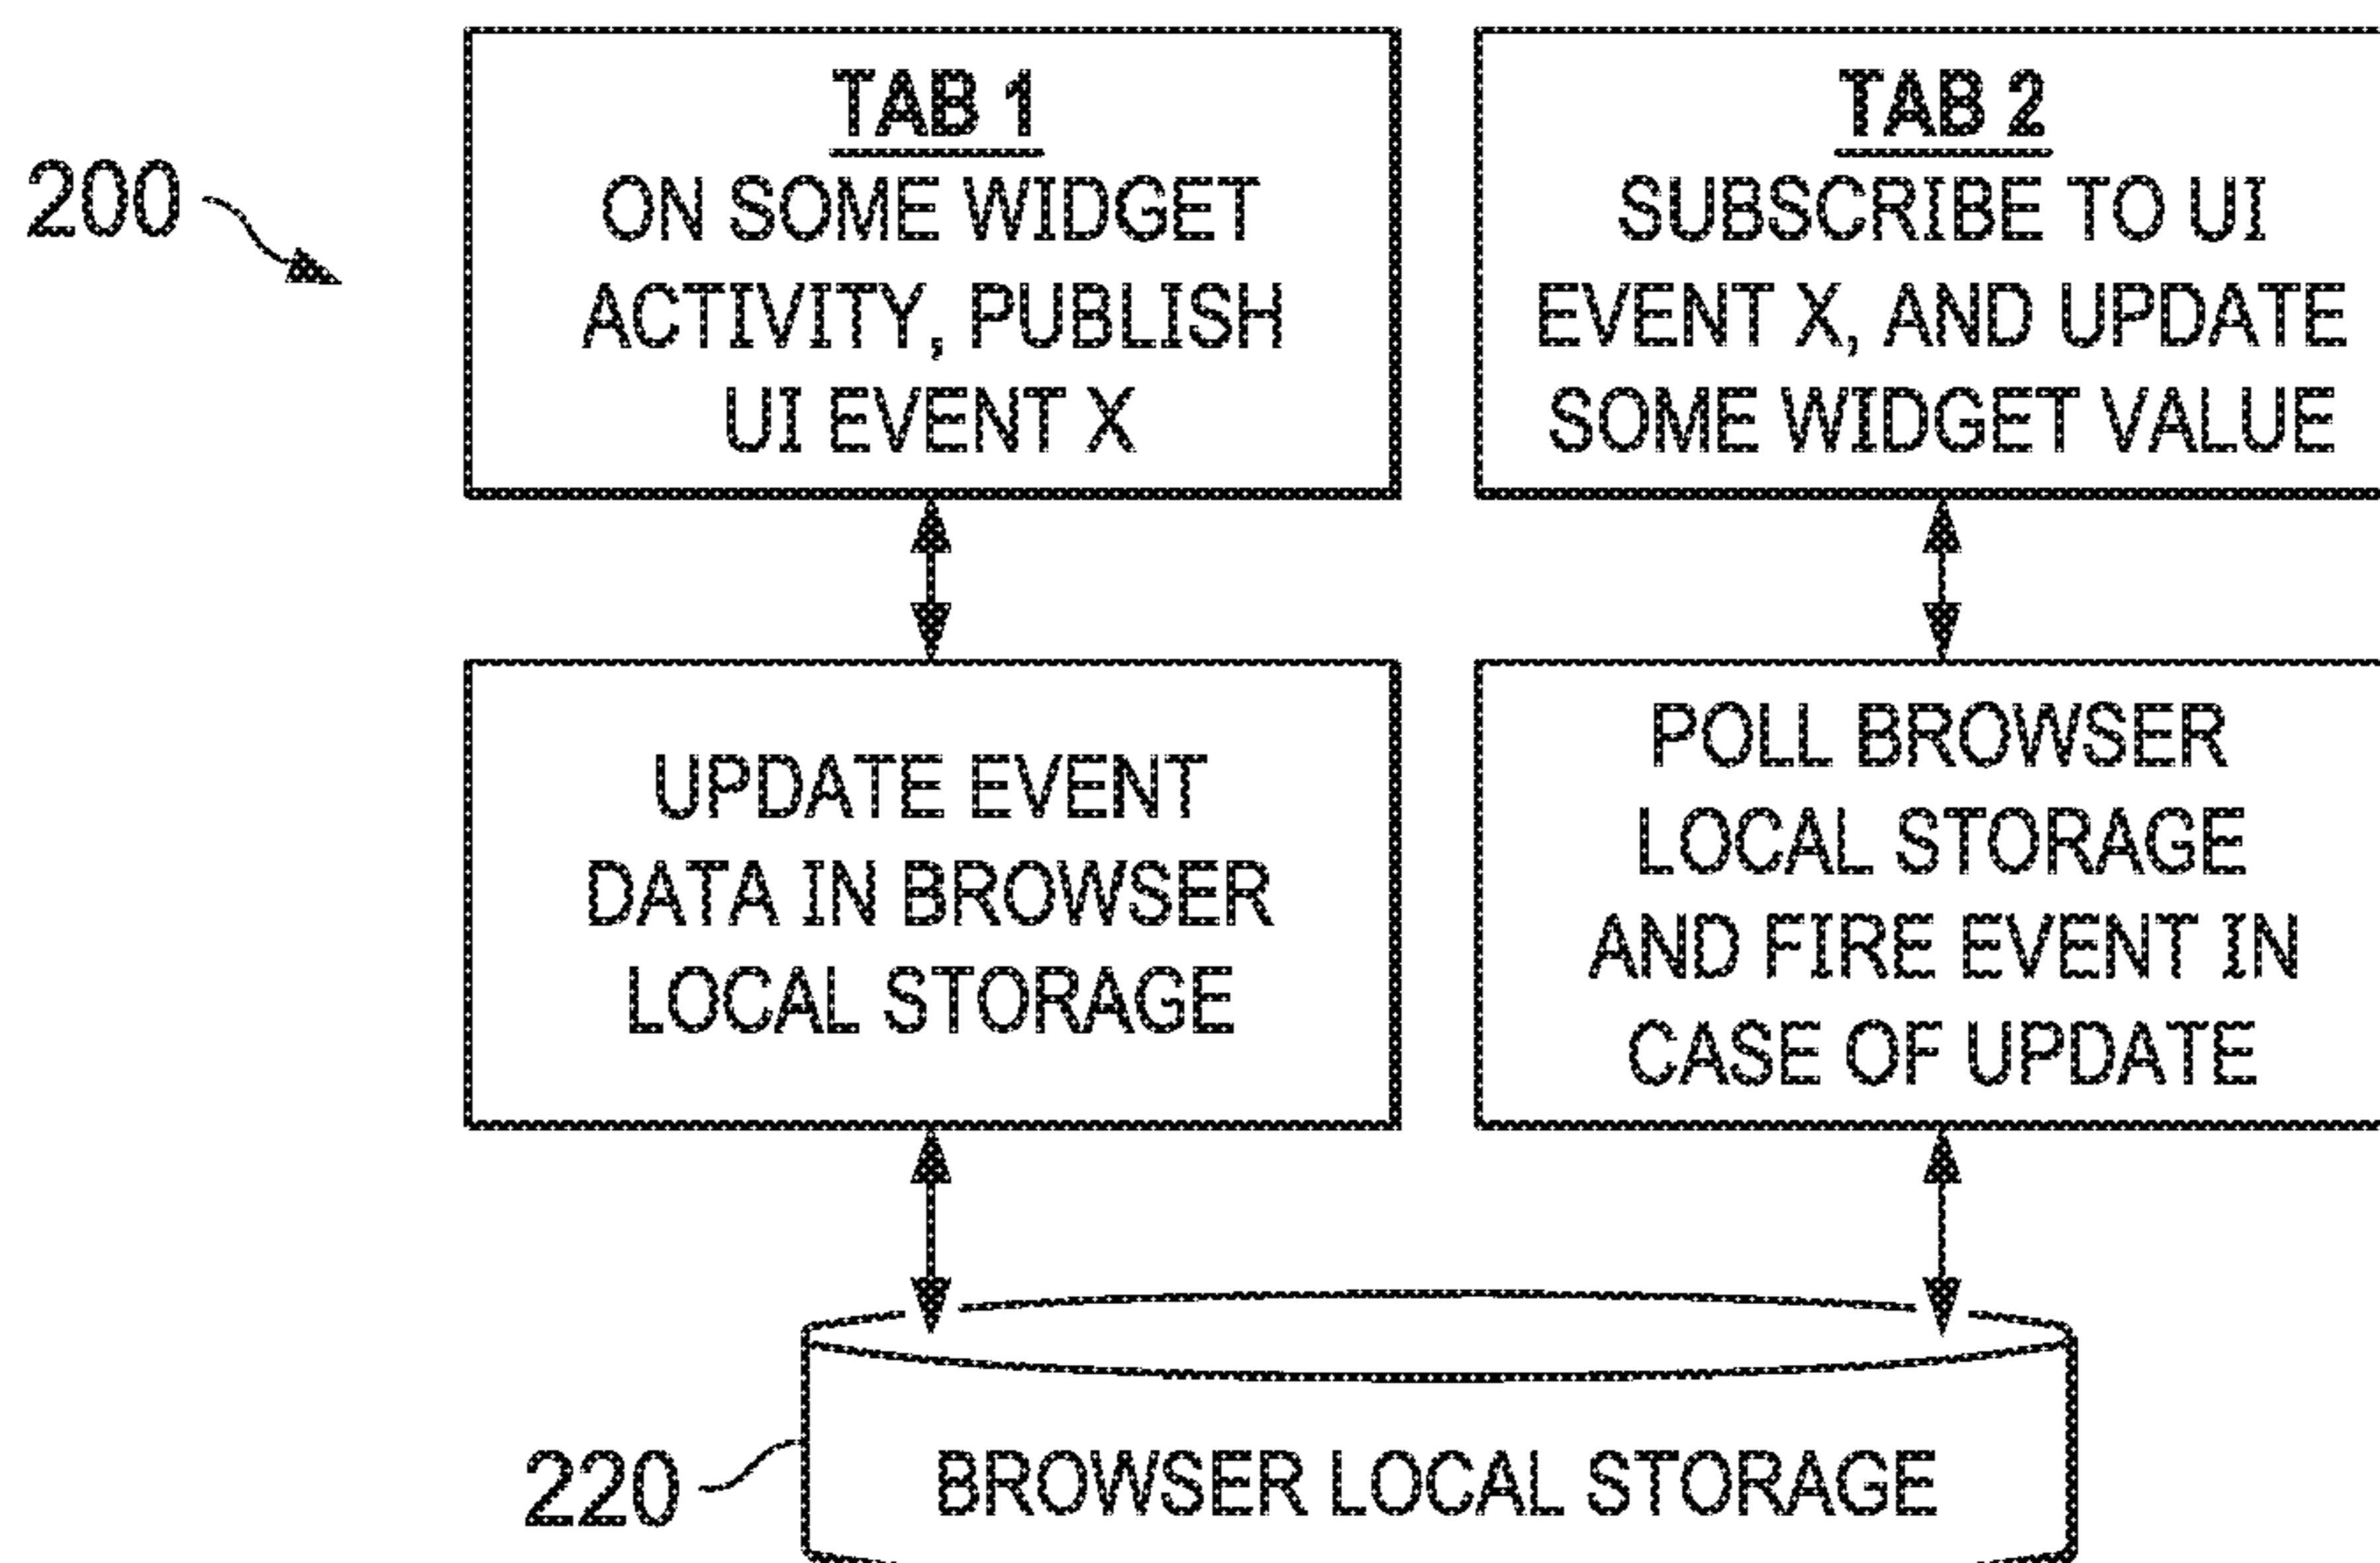 200
TAB 1
ON SOME WIDGET
ACTIVITY, PUBLISH
UI EVENT X
TAB 2
SUBSCRIBE TO UI
EVENT X, AND UPDATE
SOME WIDGET VALUE
UPDATE EVENT
DATA IN BROWSER
LOCAL STORAGE
POLL BROWSER
LOCAL STORAGE
AND FIRE EVENT IN
CASE OF UPDATE
220
BROWSER LOCAL STORAGE